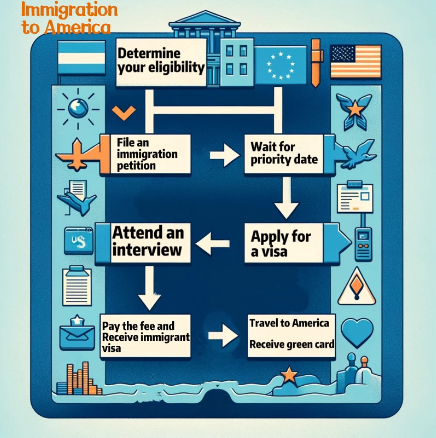 Immigration
to America
Determine
your eligibility
File an
immigration
petition
Wait for
priority date
Attend an
interview
Apply for
a visa
Pay the fee and
Receive immigrant
visa
Travel to America
Receive green card